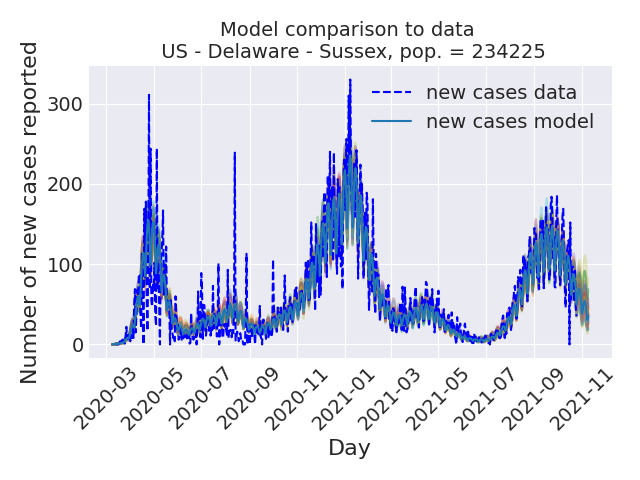 Model comparison to data
US - Delaware - Sussex, pop. = 234225
Number of new cases reported
300
200
100
0
new cases data
new cases model
2020-03
2020-05
2020-07
2020-09
2020-11
2021-01
2021-03
2021-05
2021-07
2021-09
2021-11
Day